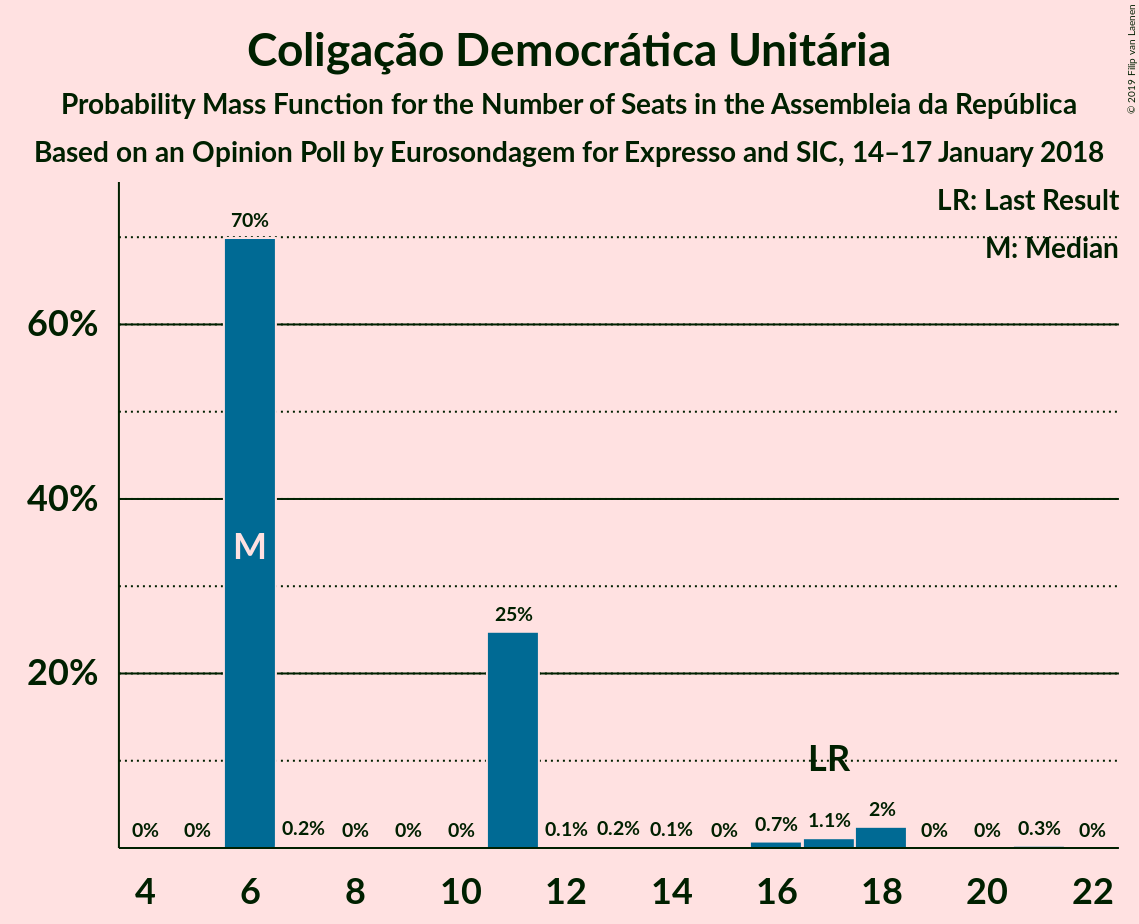 Coligação Democrática Unitária
Probability Mass Function for the Number of Seats in the Assembleia da República
Based on an Opinion Poll by Eurosondagem for Expresso and SIC, 14–17 January 2018
© 2019 Filip van Laenen
LR: Last Result
M: Median
60%
40%
20%
0% 0% 70% 0.2% 0% 0% 0% 25% 0.1% 0.2% 0.1% 0% 0.7% 1.1% 2% 0% 0% 0.3% 0%
M
LR
4 6 8 10 12 14 16 18 20 22